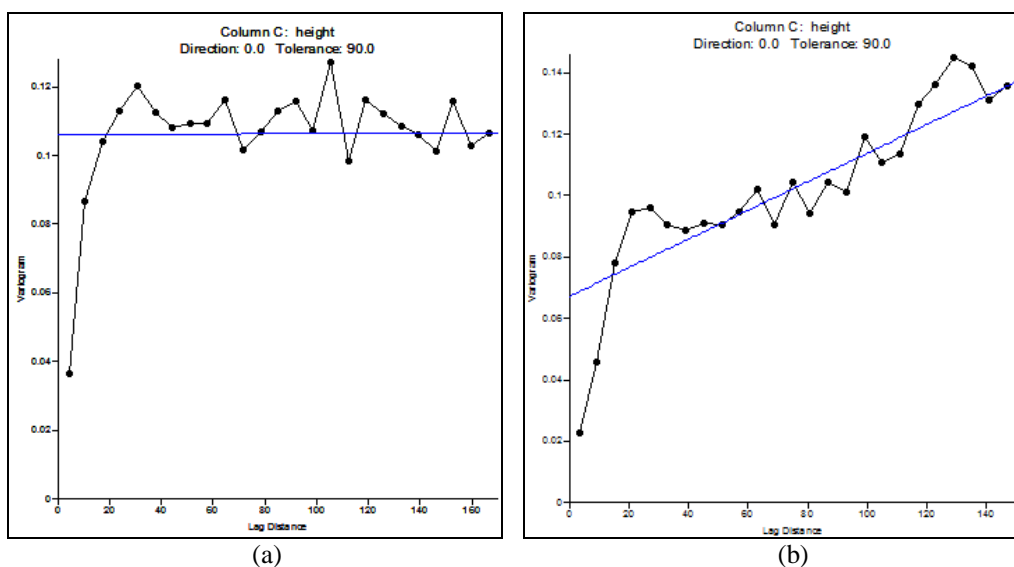 Column C: height
Direction: 0.0 Tolerance: 90.0
0.12
0.1
0.08
0.06
0.04
0.02
0
Variogram
0 20 40 60 80 100 120 140 160
Lag Distance
(a)
Column C: height
Direction: 0.0 Tolerance: 90.0
0.14
0.12
0.1
0.08
0.06
0.04
0.02
0
Variogram
0 20 40 60 80 100 120 140
Lag Distance
(b)